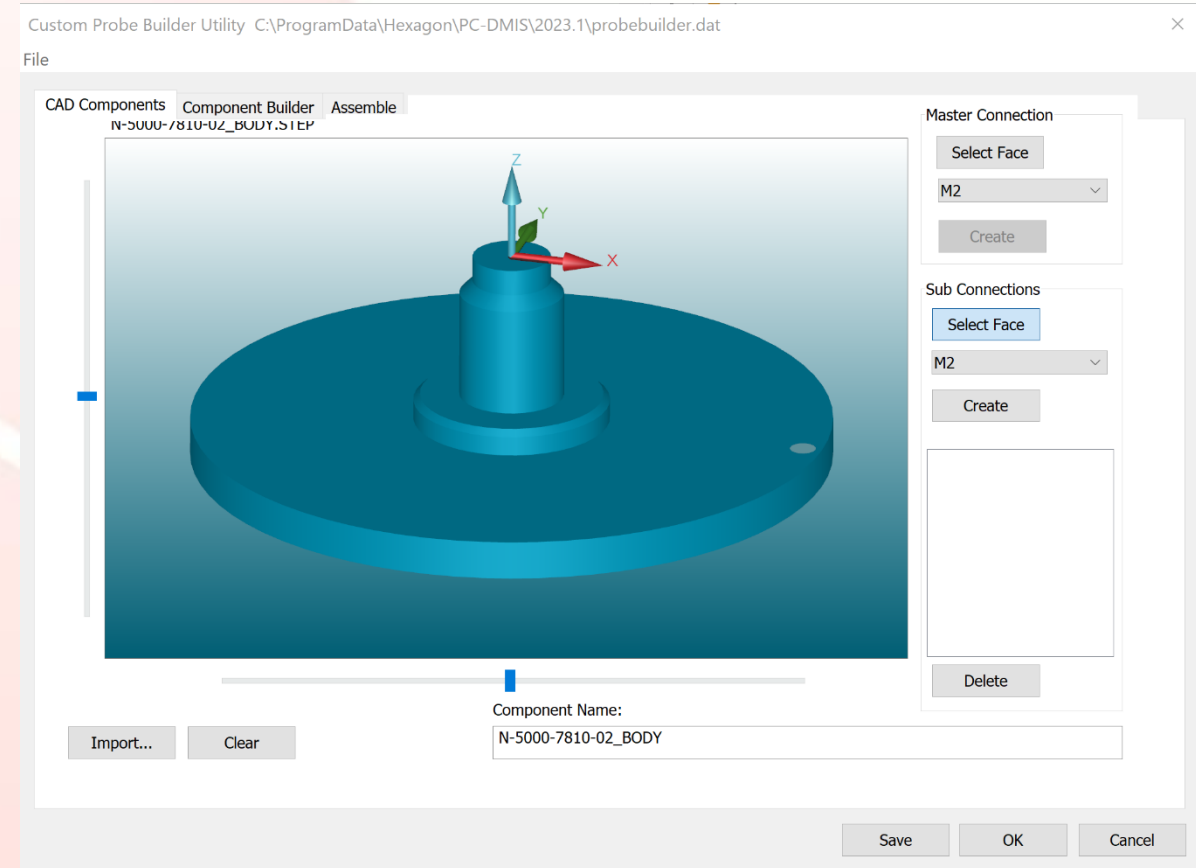 Custom Probe Builder Utility C:\ProgramData\Hexagon\PC-DMIS\2023.1\probebuilder.dat
File
CAD Components Component Builder Assemble
N-5000-7810-02_BODY.STEP
Z
Y
X
Master Connection
Select Face
M2
Create
Sub Connections
Select Face
M2
Create
Delete
Component Name:
Import... Clear N-5000-7810-02_BODY
Save OK Cancel